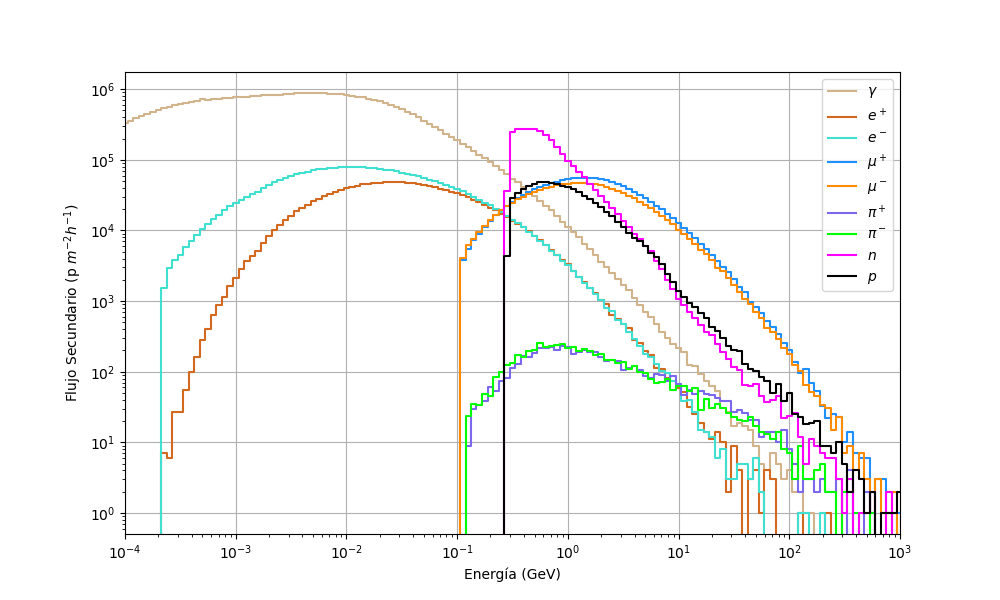 10⁶
10⁵
10⁴
10³
10²
10¹
10⁰
Flujo Secundario (p m⁻²h⁻¹)
γ
e⁺
e⁻
μ⁺
μ⁻
π⁺
π⁻
n
p
10⁻⁴ 10⁻³ 10⁻² 10⁻¹ 10⁰ 10¹ 10² 10³
Energía (GeV)